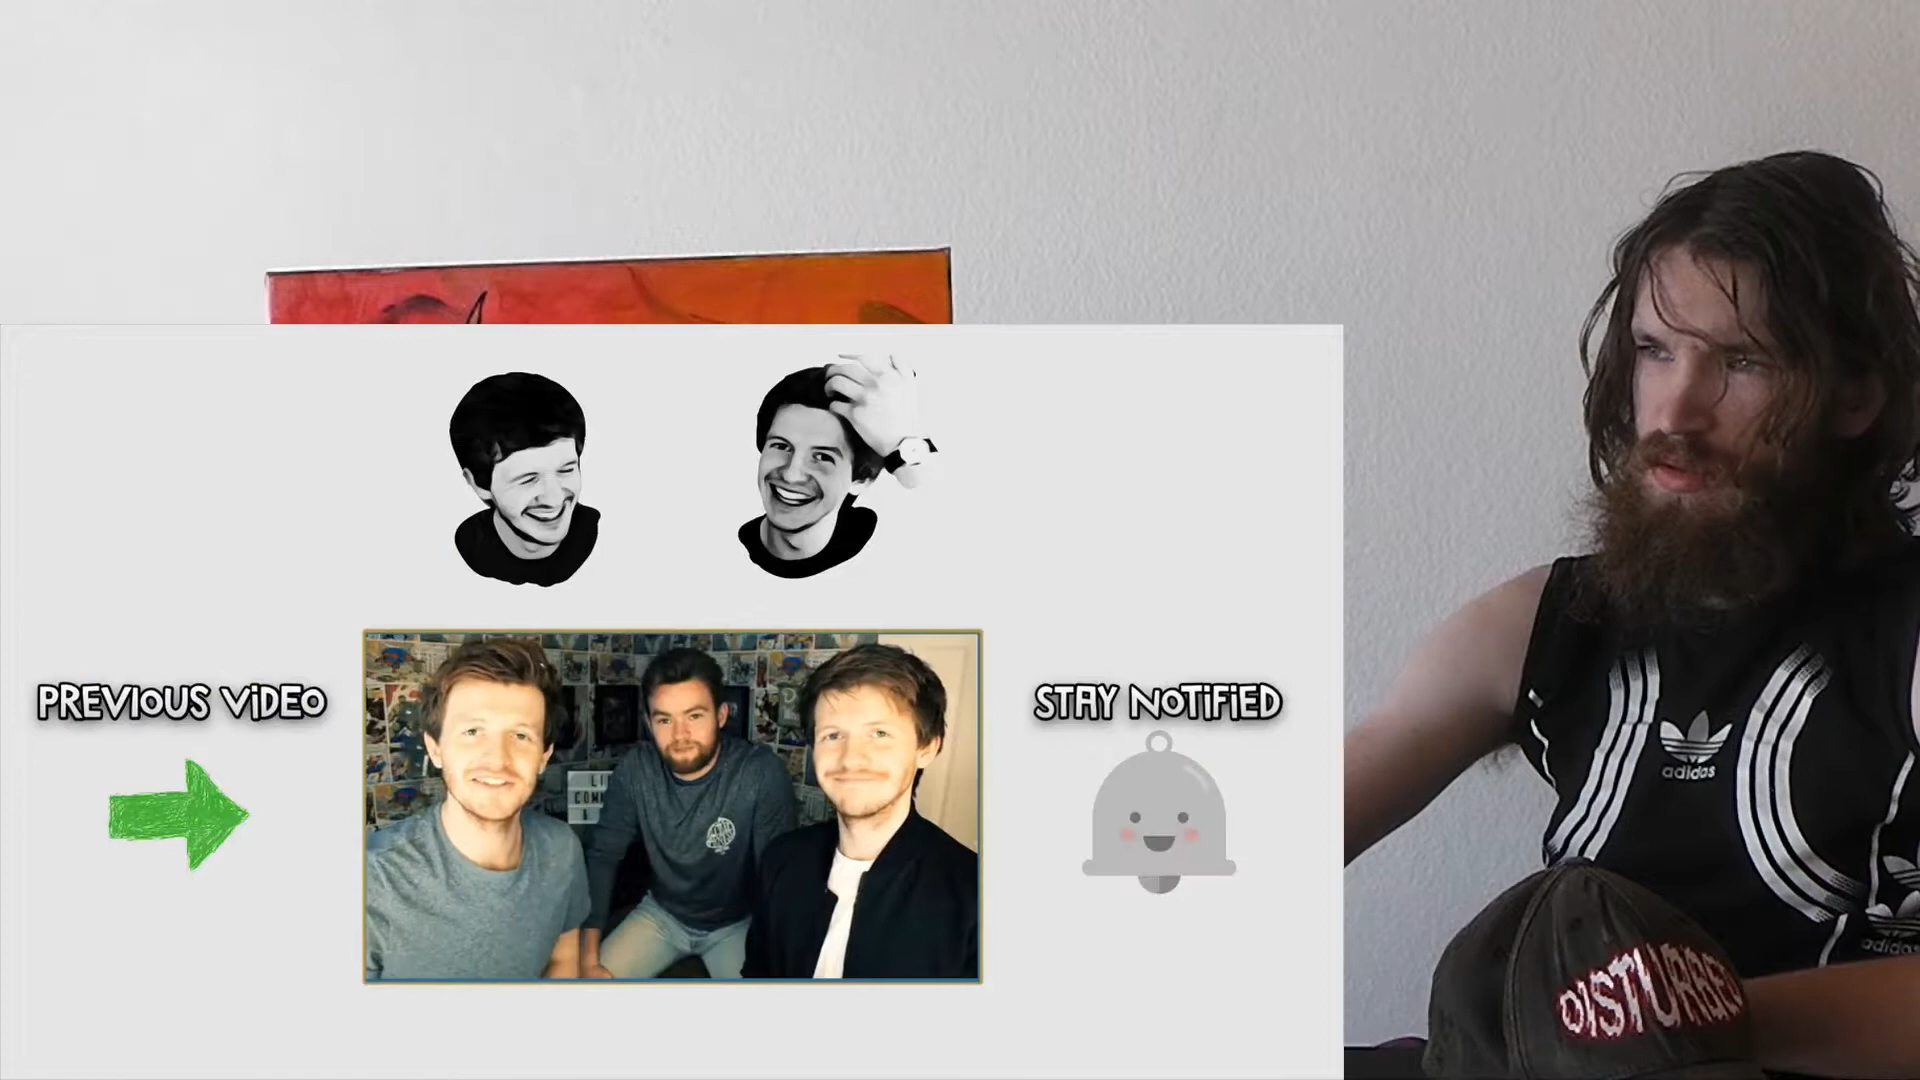 PREVIOUS VIDEO
STAY NOTIFIED
adidas
DISTURBED
adidas